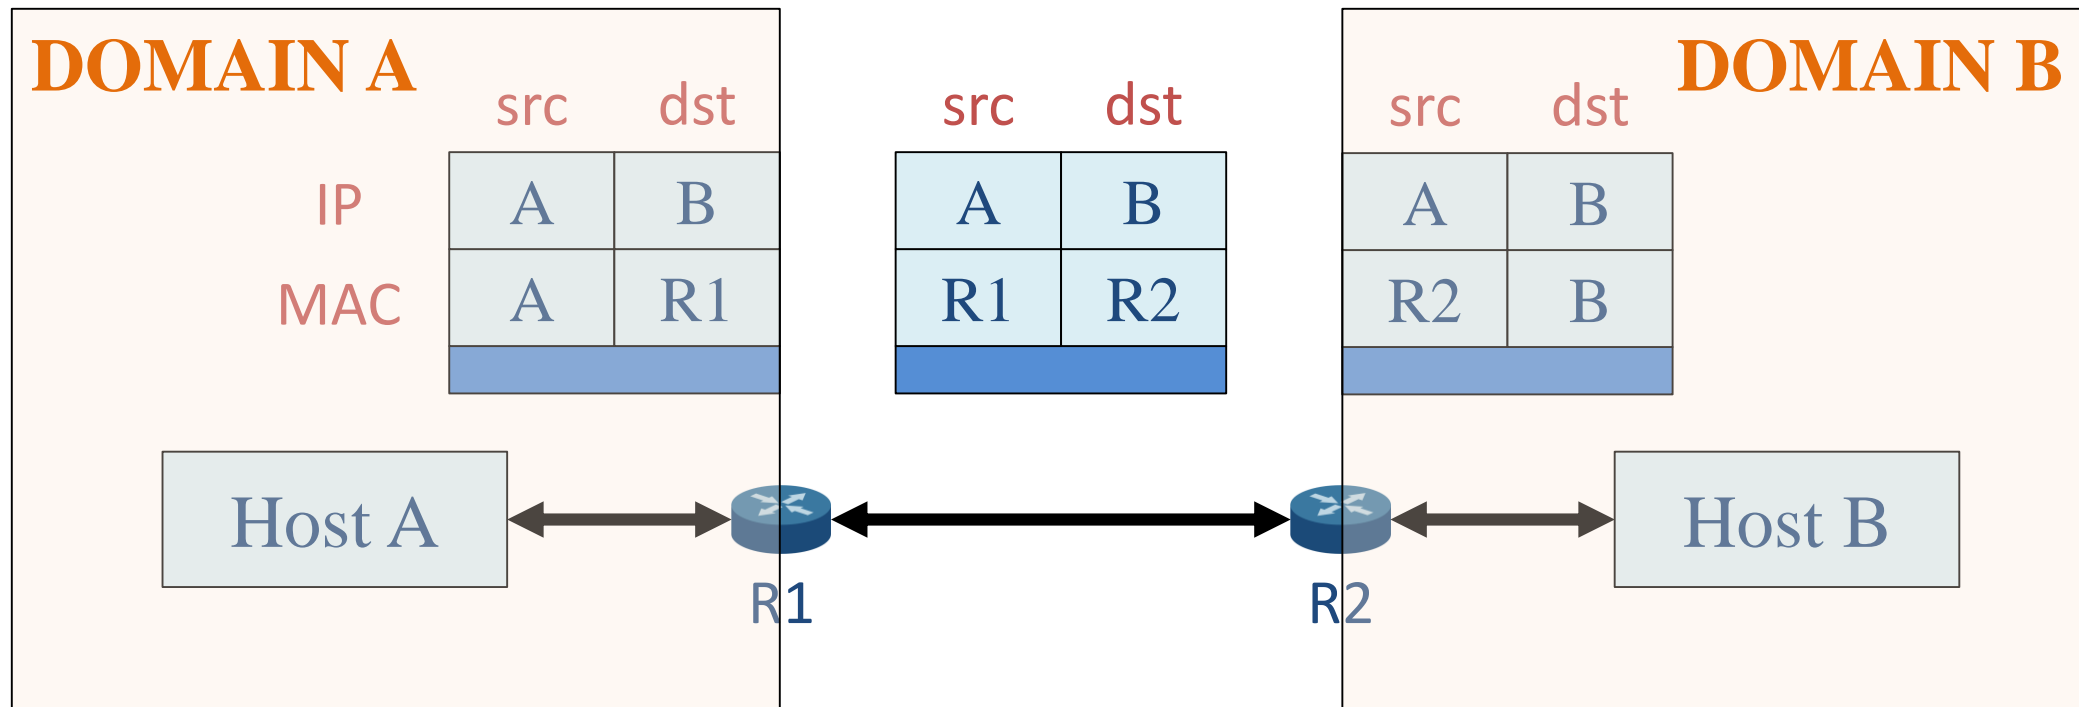 DOMAIN A
DOMAIN B
src dst
src dst
src dst
IP A B
A B
A B
MAC A R1
R1 R2
R2 B
Host A
Host B
R1
R2